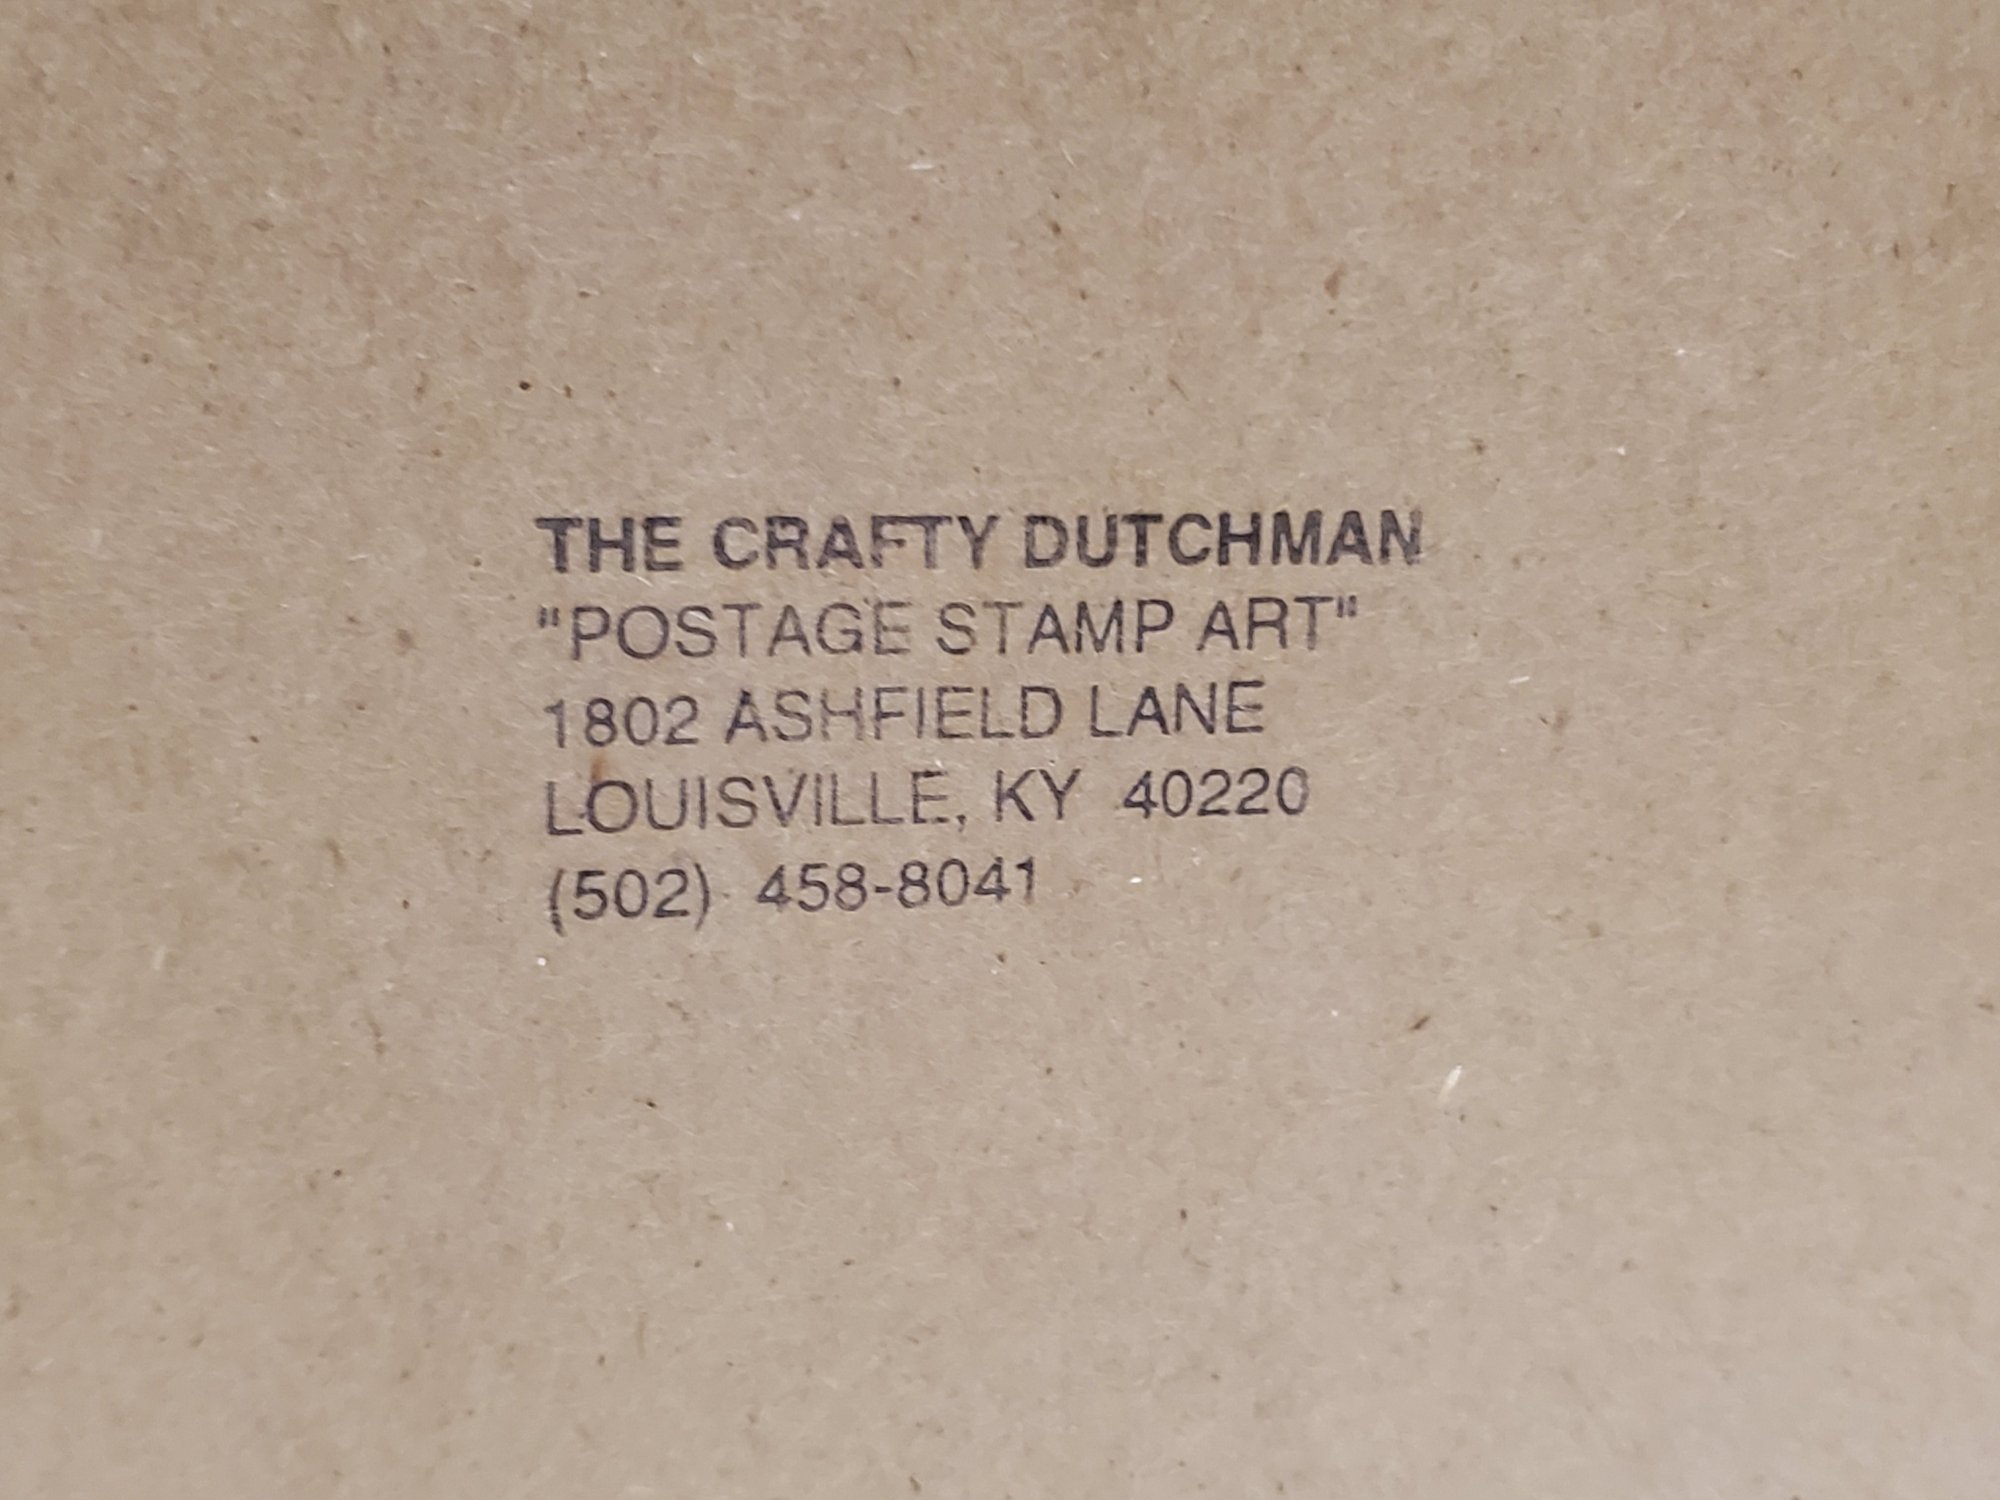 THE CRAFTY DUTCHMAN
"POSTAGE STAMP ART"
1802 ASHFIELD LANE
LOUISVILLE, KY 40220
(502) 458-8041